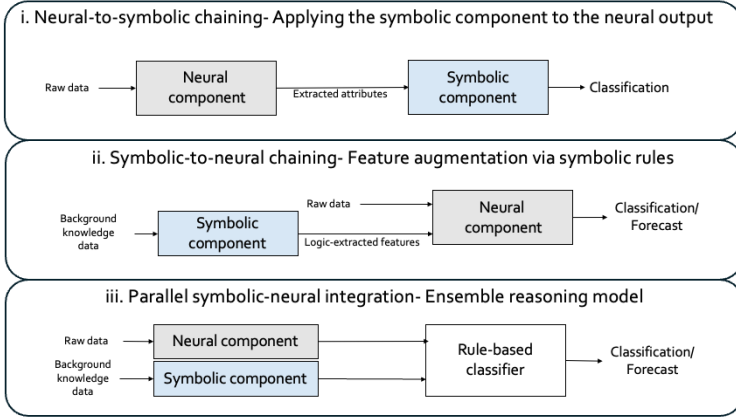 i. Neural-to-symbolic chaining- Applying the symbolic component to the neural output
Raw data
Neural
component
Extracted attributes
Symbolic
component
Classification
ii. Symbolic-to-neural chaining- Feature augmentation via symbolic rules
Background
knowledge
data
Symbolic
component
Raw data
Logic-extracted features
Neural
component
Classification/
Forecast
iii. Parallel symbolic-neural integration- Ensemble reasoning model
Raw data
Neural component
Background
knowledge
data
Symbolic component
Rule-based
classifier
Classification/
Forecast